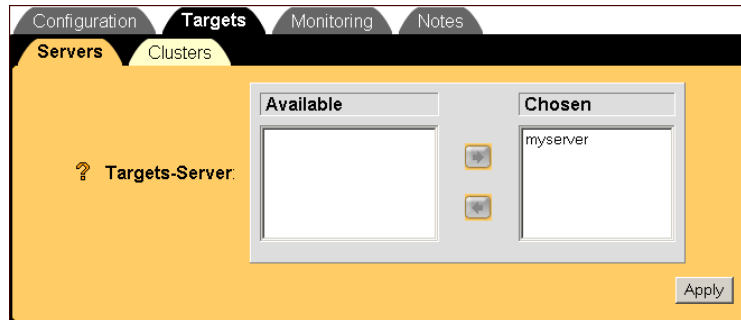 Configuration Targets Monitoring Notes
Servers Clusters
Available Chosen
myserver
? Targets-Server:
Apply